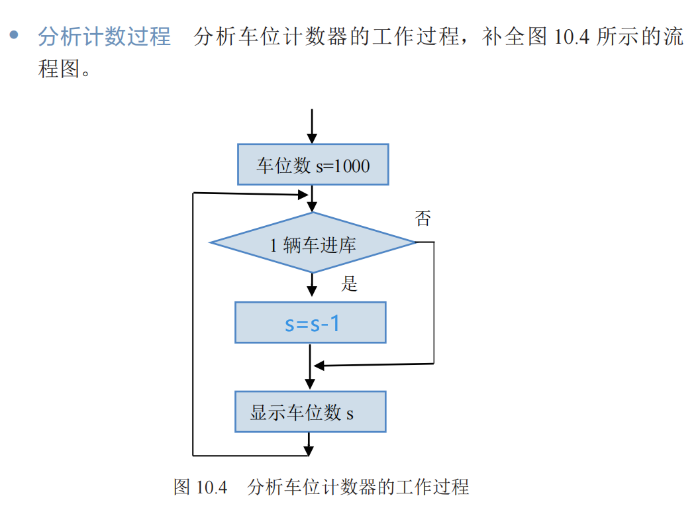 • 分析计数过程 分析车位计数器的工作过程，补全图 10.4 所示的流
程图。
车位数 s=1000
否
1 辆车进库
是
s=s-1
显示车位数 s
图 10.4 分析车位计数器的工作过程